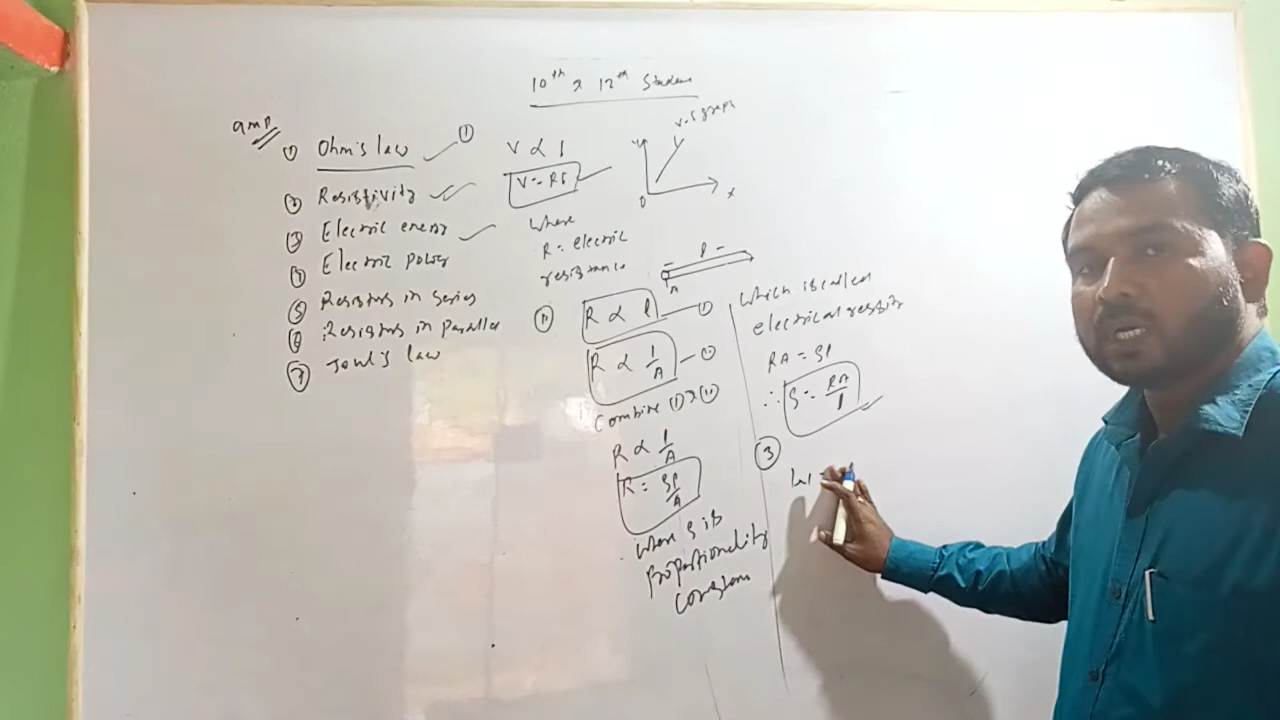 10th & 12th Student
amp
① Ohm's law ①
② Resistivity
③ Electric energy
④ Electric power
⑤ Resistors in series
⑥ Resistors in parallel
⑦ Joul's law
V ∝ I
V = RI
where
R = electric
resistance
V-I graph
V
O
x
② R ∝ l — ①
l
A
R ∝ 1/A — ②
Combine ① & ②
R ∝ l/A
R = ρl/A
where ρ is
proportionality
constant
which is called
electrical
RA = ρl
∴ ρ = RA/l
③